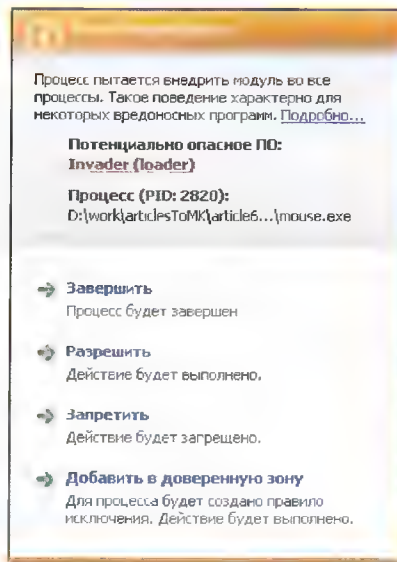 Процесс пытается внедрить модуль во все
процессы. Такое поведение характерно для
некоторых вредоносных программ. Подробно...
Потенциально опасное ПО:
Invader (loader)
Процесс (PID: 2820):
D:\work\articlesToMK\article6...\mouse.exe
Завершить
Процесс будет завершен
Разрешить
Действие будет выполнено.
Запретить
Действие будет запрещено.
Добавить в доверенную зону
Для процесса будет создано правило
исключения. Действие будет выполнено.